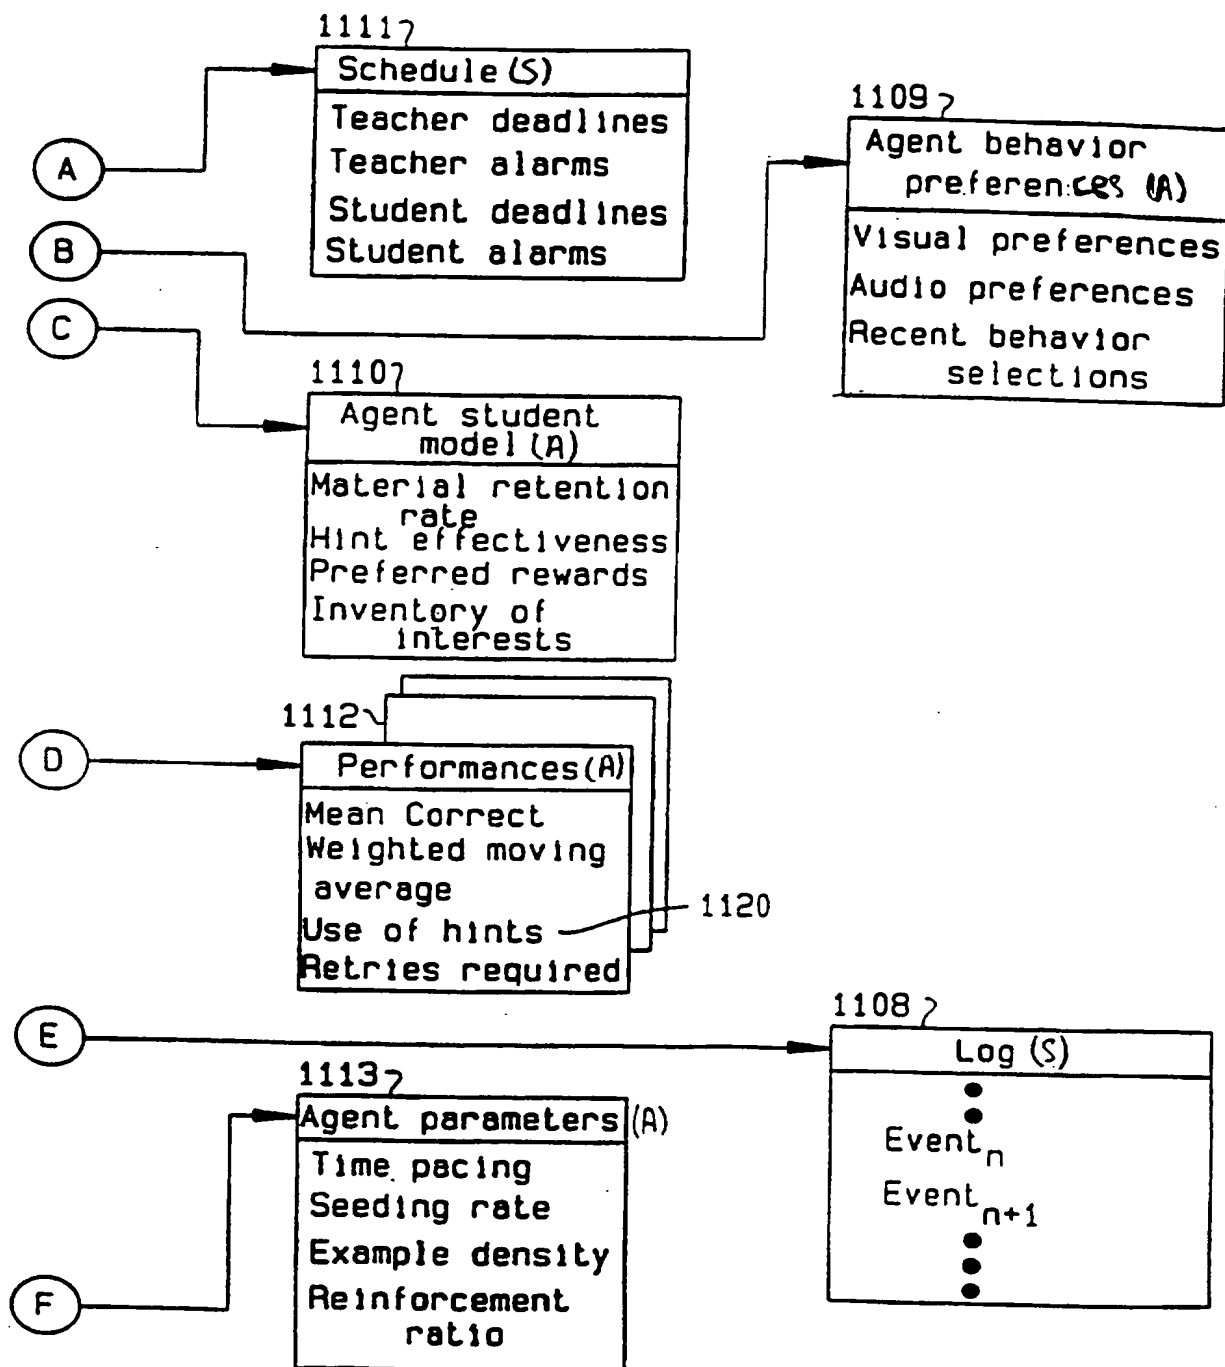 1111
Schedule (S)
Teacher deadlines
Teacher alarms
Student deadlines
Student alarms
A
B
C
1109
Agent behavior
preferences (A)
Visual preferences
Audio preferences
Recent behavior
selections
1110
Agent student
model (A)
Material retention
rate
Hint effectiveness
Preferred rewards
Inventory of
interests
1112
D
Performances (A)
Mean Correct
Weighted moving
average
Use of hints
1120
Retries required
E
1108
Log (S)
Event n
Event n+1
1113
Agent parameters (A)
Time pacing
Seeding rate
Example density
Reinforcement
ratio
F